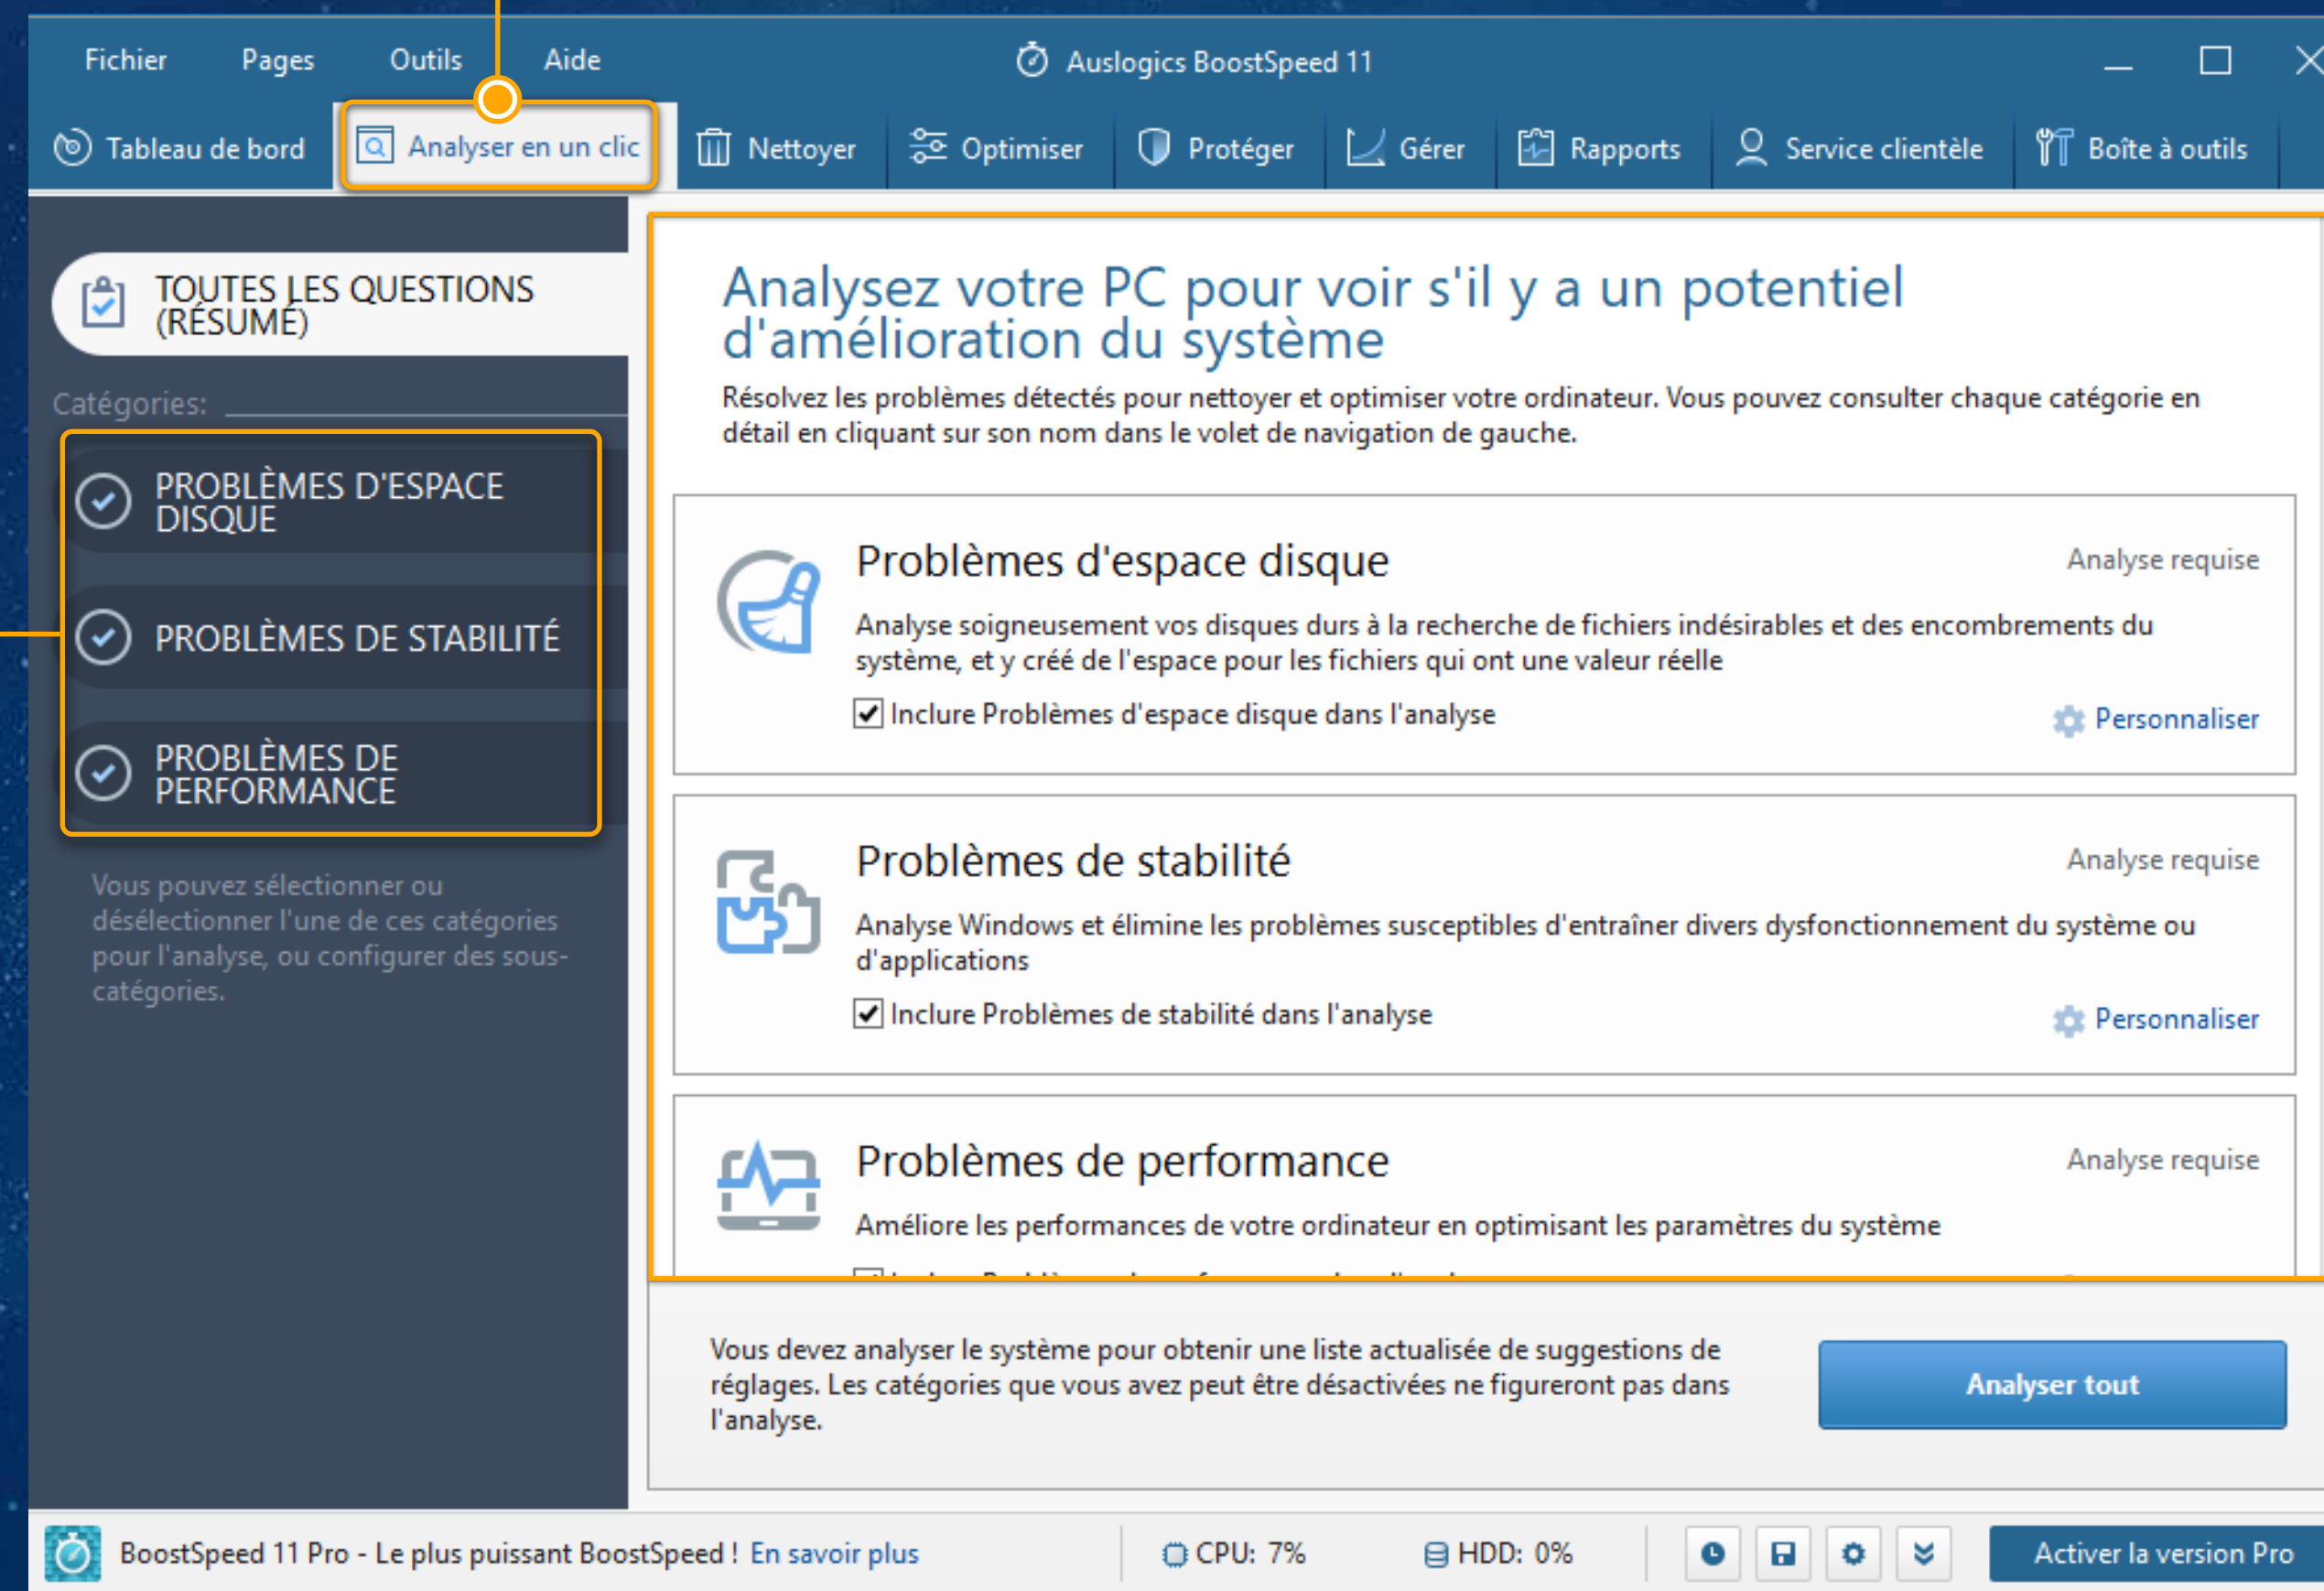 Fichier Pages Outils Aide
Auslogics BoostSpeed 11
Tableau de bord Analyser en un clic Nettoyer Optimiser Protéger Gérer Rapports Service clientèle Boîte à outils
TOUTES LES QUESTIONS
(RÉSUMÉ)
Catégories:
PROBLÈMES D'ESPACE
DISQUE
PROBLÈMES DE STABILITÉ
PROBLÈMES DE
PERFORMANCE
Vous pouvez sélectionner ou
désélectionner l'une de ces catégories
pour l'analyse, ou configurer des sous-
catégories.
Analysez votre PC pour voir s'il y a un potentiel
d'amélioration du système
Résolvez les problèmes détectés pour nettoyer et optimiser votre ordinateur. Vous pouvez consulter chaque catégorie en
détail en cliquant sur son nom dans le volet de navigation de gauche.
Problèmes d'espace disque
Analyse requise
Analyse soigneusement vos disques durs à la recherche de fichiers indésirables et des encombrements du
système, et y créé de l'espace pour les fichiers qui ont une valeur réelle
Inclure Problèmes d'espace disque dans l'analyse
Personnaliser
Problèmes de stabilité
Analyse requise
Analyse Windows et élimine les problèmes susceptibles d'entraîner divers dysfonctionnement du système ou
d'applications
Inclure Problèmes de stabilité dans l'analyse
Personnaliser
Problèmes de performance
Analyse requise
Améliore les performances de votre ordinateur en optimisant les paramètres du système
Vous devez analyser le système pour obtenir une liste actualisée de suggestions de
réglages. Les catégories que vous avez peut être désactivées ne figureront pas dans
l'analyse.
Analyser tout
BoostSpeed 11 Pro - Le plus puissant BoostSpeed ! En savoir plus
CPU: 7%
HDD: 0%
Activer la version Pro